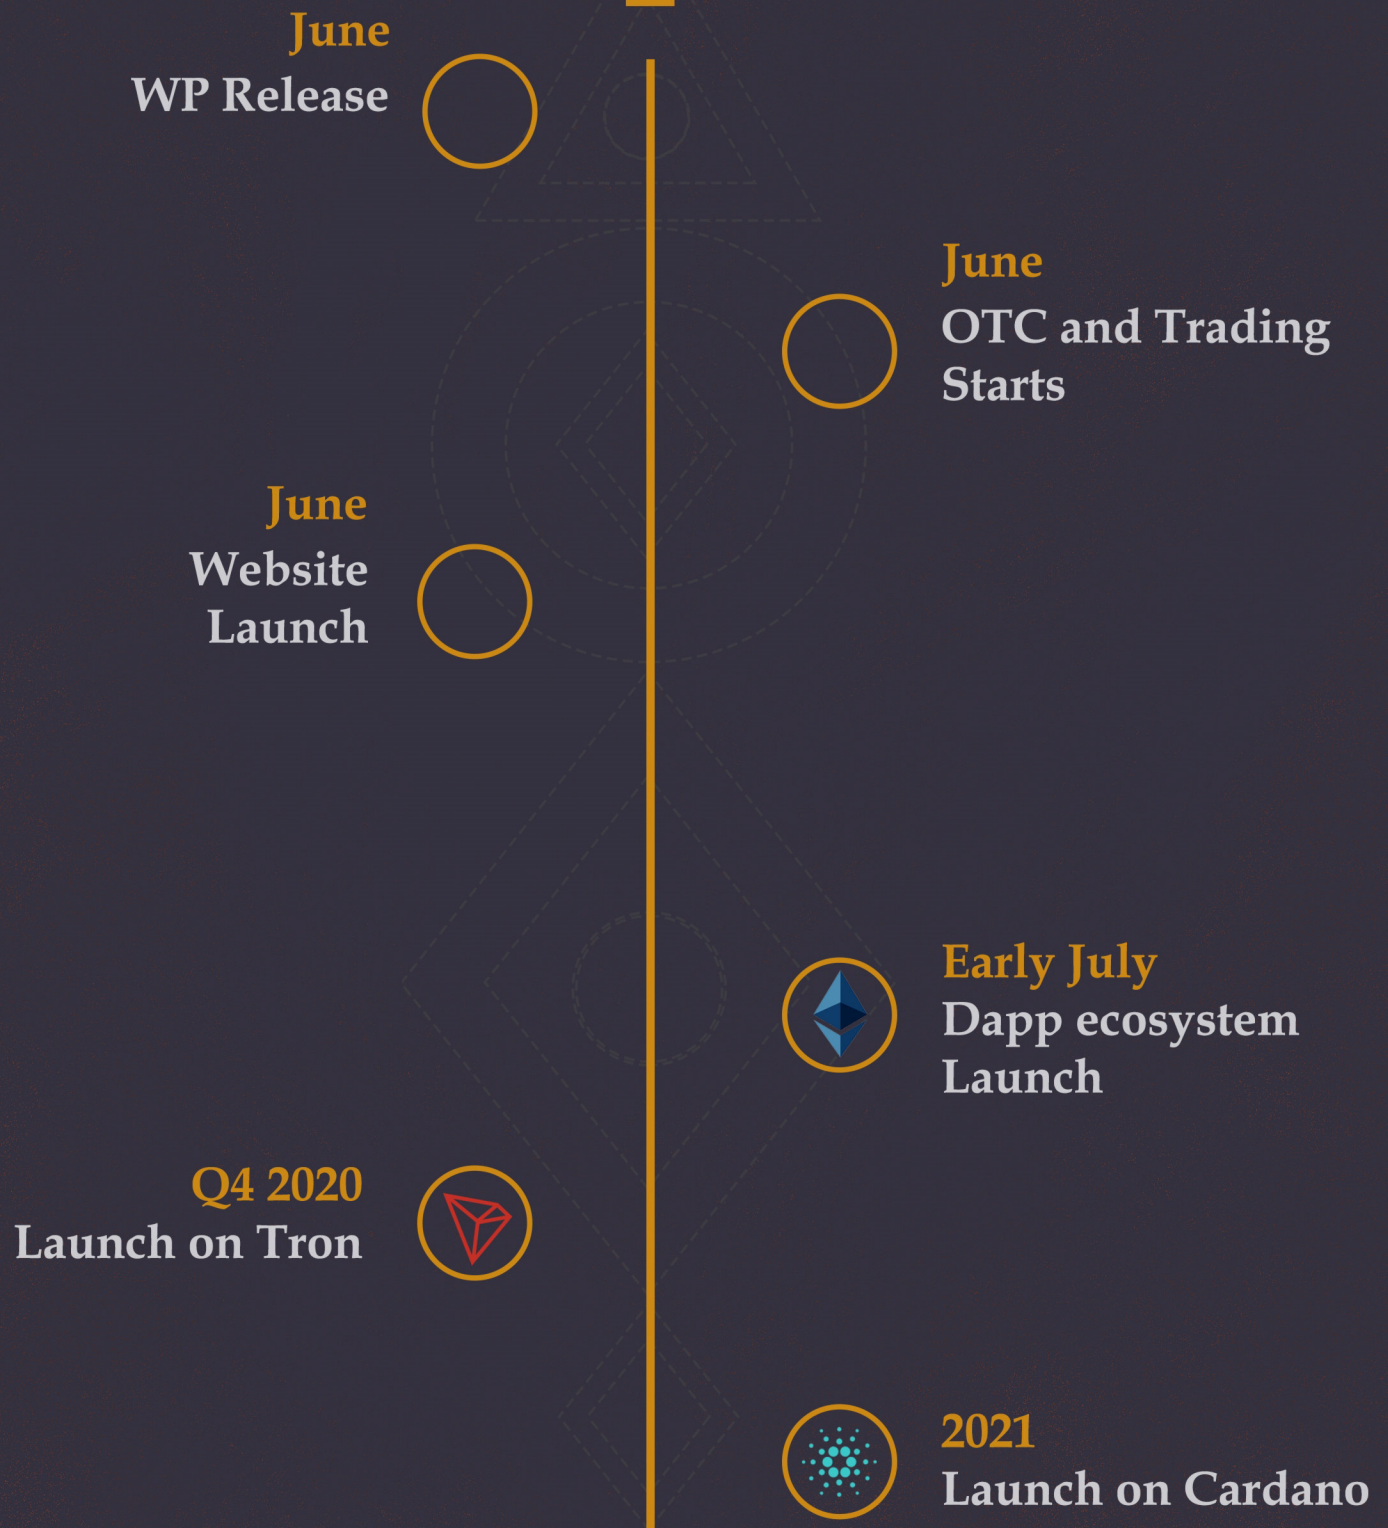 June
WP Release
June
OTC and Trading
Starts
June
Website
Launch
Early July
Dapp ecosystem
Launch
Q4 2020
Launch on Tron
2021
Launch on Cardano